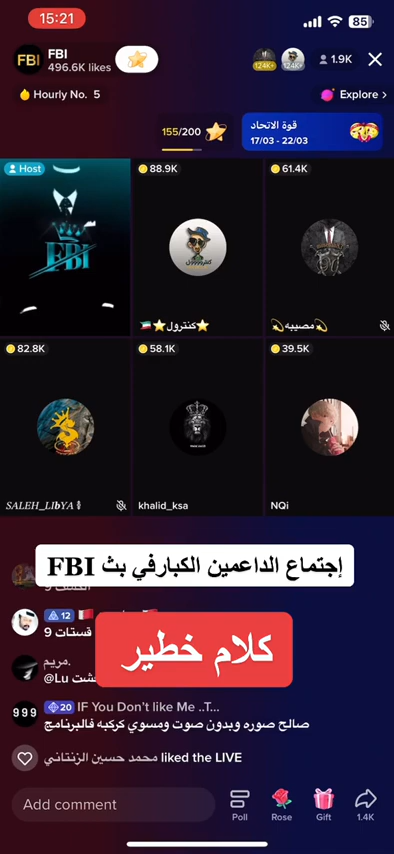 15:21
85
FBI
FBI
496.6K likes
124K+
124K+
1.9K
Hourly No. 5
Explore >
155/200
قوة الاتحاد
17/03 - 22/03
Host
88.9K
61.4K
FBI
كنترول
مصيبه
82.8K
58.1K
39.5K
SALEH_LIbYA
khalid_ksa
NQi
إجتماع الداعمين الكبارفي بث FBI
12
قستات 9
كلام خطير
مريم.
@Lu
999
20 IF You Don't like Me ..T...
صالح صوره وبدون صوت ومسوي كركبه فالبرنامج
محمد حسين الزنتاني liked the LIVE
Add comment
Poll
Rose
Gift
1.4K